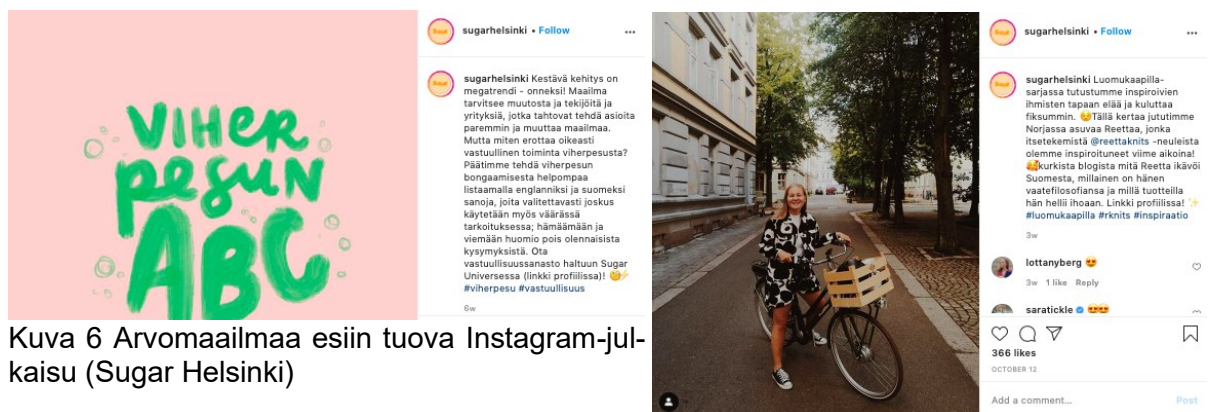 VIHER
PESUN
ABC
sugarhelsinki • Follow
sugarhelsinki Kestävä kehitys on
megatrendi - onneksi! Maailma
tarvitsee muutosta ja tekijöitä ja
yrityksiä, jotka tahtovat tehdä asioita
paremmin ja muuttaa maailmaa.
Mutta miten erottaa oikeasti
vastuullinen toiminta viherpesusta?
Päätimme tehdä viherpesun
bongaamisesta helpompaa
listaamalla englanniksi ja suomeksi
sanoja, joita valitettavasti joskus
käytetään myös väärässä
tarkoituksessa; hämäämään ja
viemään huomio pois olennaisista
kysymyksistä. Ota
vastuullisuussanasto haltuun Sugar
Universessa (linkki profiilissa)! 🧐⚡
#viherpesu #vastuullisuus
6w
Kuva 6 Arvomaailmaa esiin tuova Instagram-jul-
kaisu (Sugar Helsinki)
sugarhelsinki • Follow
sugarhelsinki Luomukaapilla-
sarjassa tutustumme inspiroivien
ihmisten tapaan elää ja kuluttaa
fiksummin. 😌Tällä kertaa jututimme
Norjassa asuvaa Reettaa, jonka
itsetekemistä @reettaknits -neuleista
olemme inspiroituneet viime aikoina!
🥰kurkista blogista mitä Reetta ikävöi
Suomesta, millainen on hänen
vaatefilosofiansa ja millä tuotteilla
hän hellii ihoaan. Linkki profiilissa! ✨
#luomukaapilla #rknits #inspiraatio
3w
lottanyberg 😍
3w 1 like Reply
saratickle 😍😍
366 likes
OCTOBER 12
Add a comment... Post